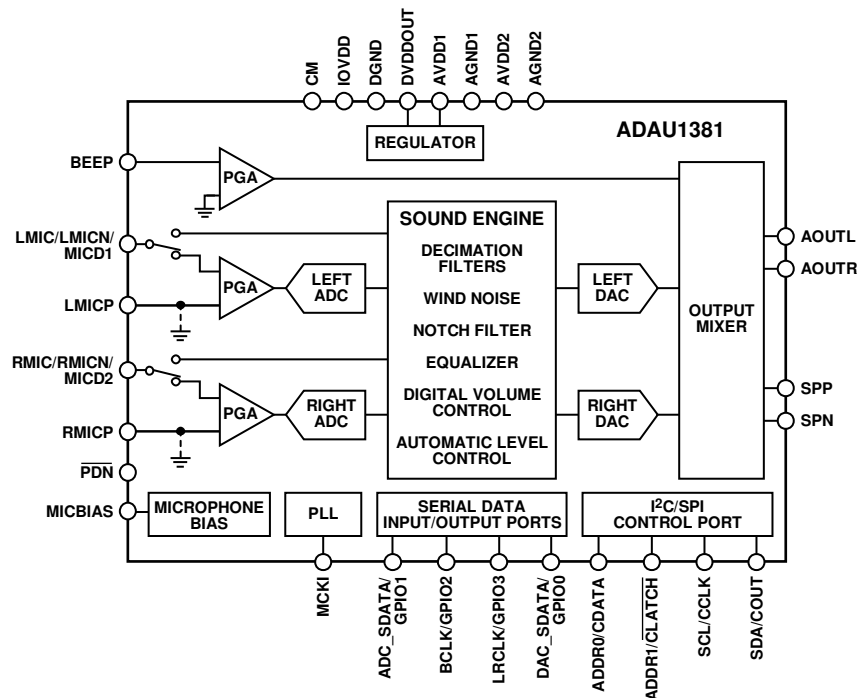 CM
IOVDD
DGND
DVDDOUT
AVDD1
AGND1
AVDD2
AGND2
REGULATOR
ADAU1381
BEEP
PGA
LMIC/LMICN/
MICD1
LMICP
PGA
LEFT
ADC
RMIC/RMICN/
MICD2
RMICP
PGA
RIGHT
ADC
PDN
MICBIAS
MICROPHONE
BIAS
SOUND ENGINE
DECIMATION
FILTERS
WIND NOISE
NOTCH FILTER
EQUALIZER
DIGITAL VOLUME
CONTROL
AUTOMATIC LEVEL
CONTROL
LEFT
DAC
RIGHT
DAC
OUTPUT
MIXER
AOUTL
AOUTR
SPP
SPN
PLL
SERIAL DATA
INPUT/OUTPUT PORTS
I²C/SPI
CONTROL PORT
MCKI
ADC_SDATA/
GPIO1
BCLK/GPIO2
LRCLK/GPIO3
DAC_SDATA/
GPIO0
ADDR0/CDATA
ADDR1/CLATCH
SCL/CCLK
SDA/COUT